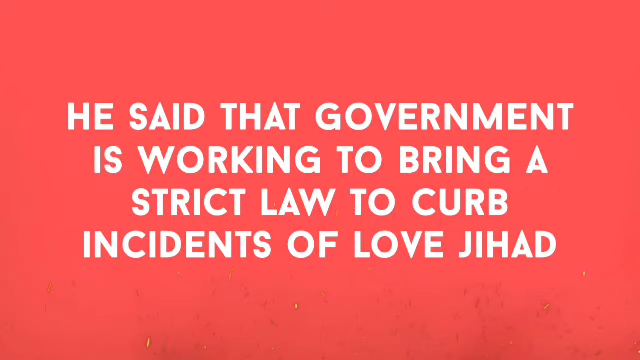 HE SAID THAT GOVERNMENT
IS WORKING TO BRING A
STRICT LAW TO CURB
INCIDENTS OF LOVE JIHAD